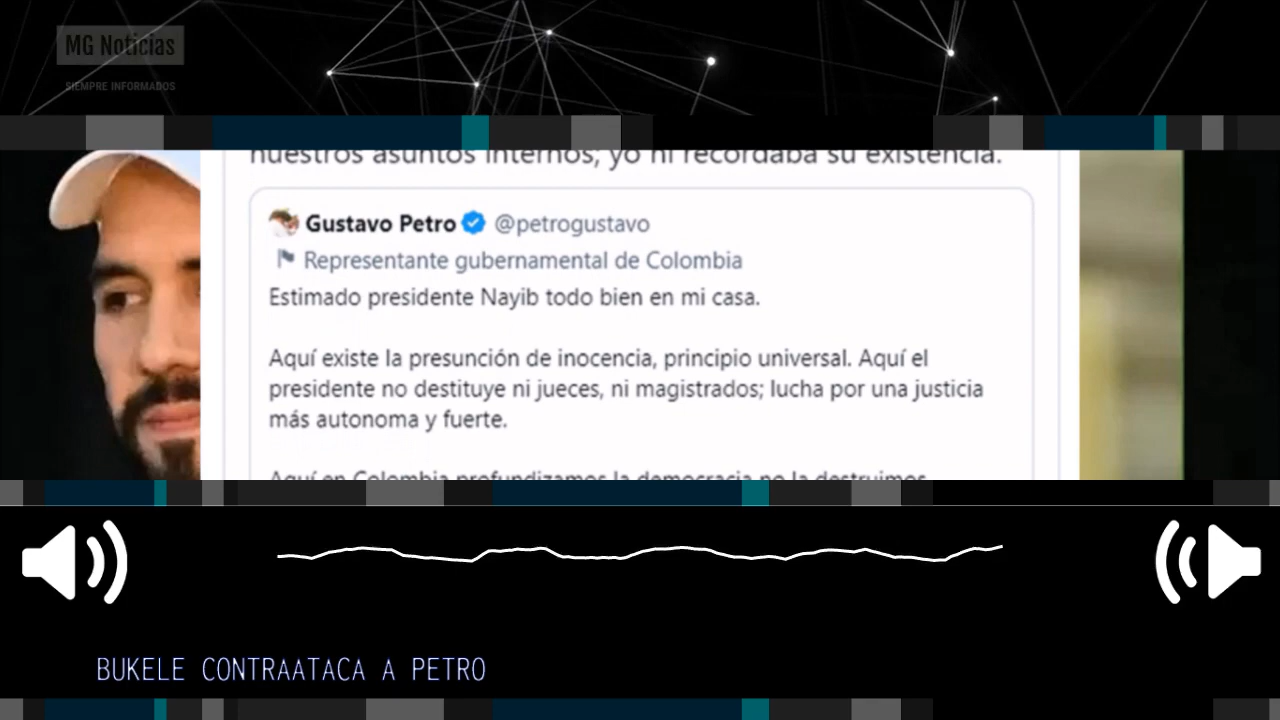 MG Noticias
SIEMPRE INFORMADOS
nuestros asuntos internos; yo ni recordaba su existencia.
Gustavo Petro @petrogustavo
Representante gubernamental de Colombia
Estimado presidente Nayib todo bien en mi casa.
Aquí existe la presunción de inocencia, principio universal. Aquí el
presidente no destituye ni jueces, ni magistrados; lucha por una justicia
más autonoma y fuerte.
Aquí en Colombia profundizamos la democracia no la destruimos
BUKELE CONTRAATACA A PETRO